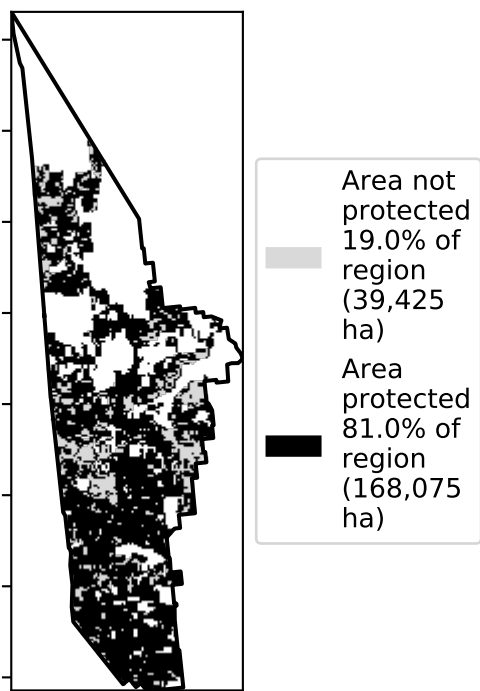 Area not
protected
19.0% of
region
(39,425
ha)
Area
protected
81.0% of
region
(168,075
ha)